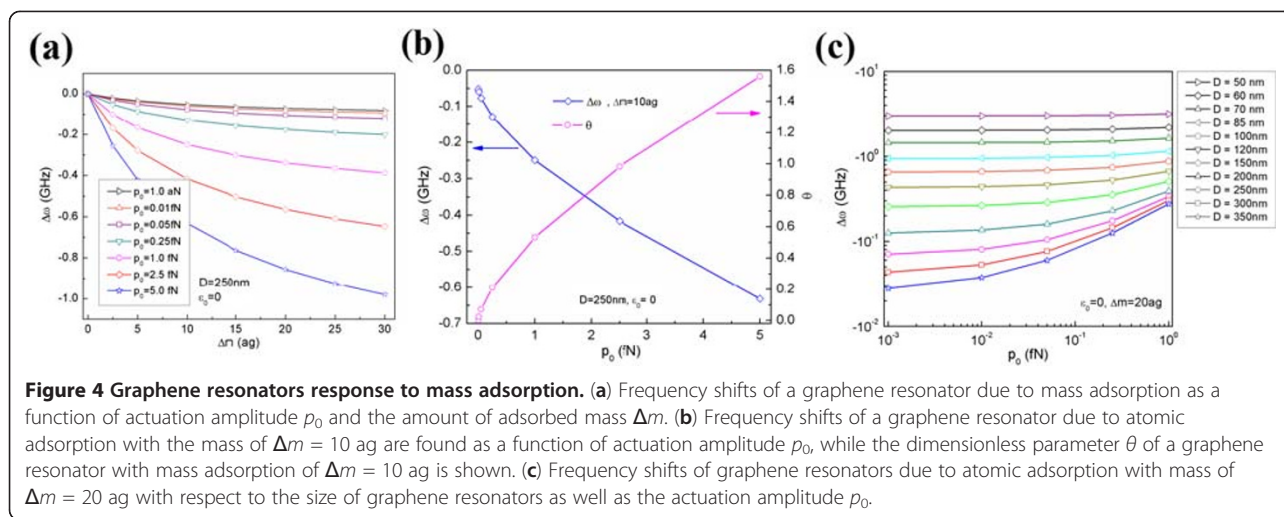 (a)
(b)
(c)
0.0
-0.2
-0.4
-0.6
-0.8
-1.0
Δω (GHz)
p₀=1.0 aN
p₀=0.01fN
p₀=0.05fN
p₀=0.25fN
p₀=1.0 fN
p₀=2.5 fN
p₀=5.0 fN
D=250nm
ε₀=0
0 5 10 15 20 25 30
(ag)
0.0
-0.1
-0.2
-0.3
-0.4
-0.5
-0.6
-0.7
Δω (GHz)
Δω , Δm=10ag
θ
D=250nm, ε₀= 0
0 1 2 3 4 5
p₀ (fN)
1.6
1.4
1.2
1.0
0.8
0.6
0.4
0.2
0.0
θ
-10¹
-10⁰
-10⁻¹
-10⁻²
Δω (GHz)
ε₀=0, Δm=20ag
10⁻³ 10⁻² 10⁻¹ 10⁰
p₀ (fN)
D = 50 nm
D = 60 nm
D = 70 nm
D = 85 nm
D = 100nm
D = 120nm
D = 150nm
D = 200nm
D = 250nm
D = 300nm
D = 350nm
Figure 4 Graphene resonators response to mass adsorption. (a) Frequency shifts of a graphene resonator due to mass adsorption as a
function of actuation amplitude p₀ and the amount of adsorbed mass Δm. (b) Frequency shifts of a graphene resonator due to atomic
adsorption with the mass of Δm = 10 ag are found as a function of actuation amplitude p₀, while the dimensionless parameter θ of a graphene
resonator with mass adsorption of Δm = 10 ag is shown. (c) Frequency shifts of graphene resonators due to atomic adsorption with mass of
Δm = 20 ag with respect to the size of graphene resonators as well as the actuation amplitude p₀.